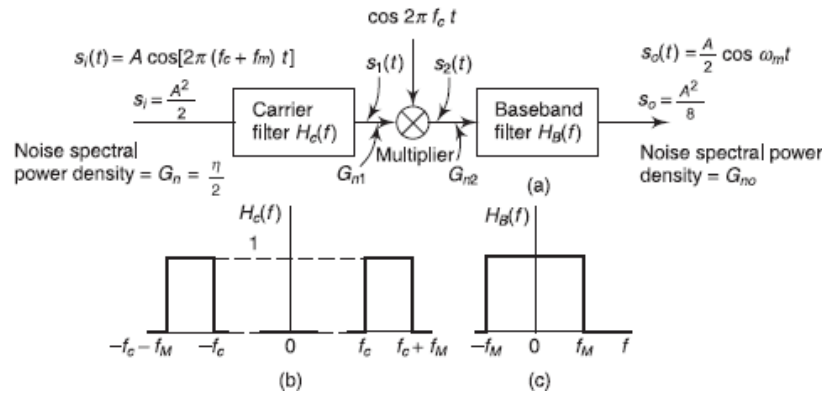 cos 2π f_c t
s_i(t) = A cos[2π (f_c + f_m) t]
s_1(t)
s_2(t)
s_o(t) = A/2 cos ω_m t
s_i = A²/2
Carrier
filter H_c(f)
Baseband
filter H_B(f)
s_o = A²/8
Multiplier
Noise spectral
power density = G_n = η/2
G_n1
G_n2
(a)
Noise spectral power
density = G_no
H_c(f)
H_B(f)
1
−f_c − f_M
−f_c
0
f_c
f_c + f_M
−f_M
0
f_M
f
(b)
(c)